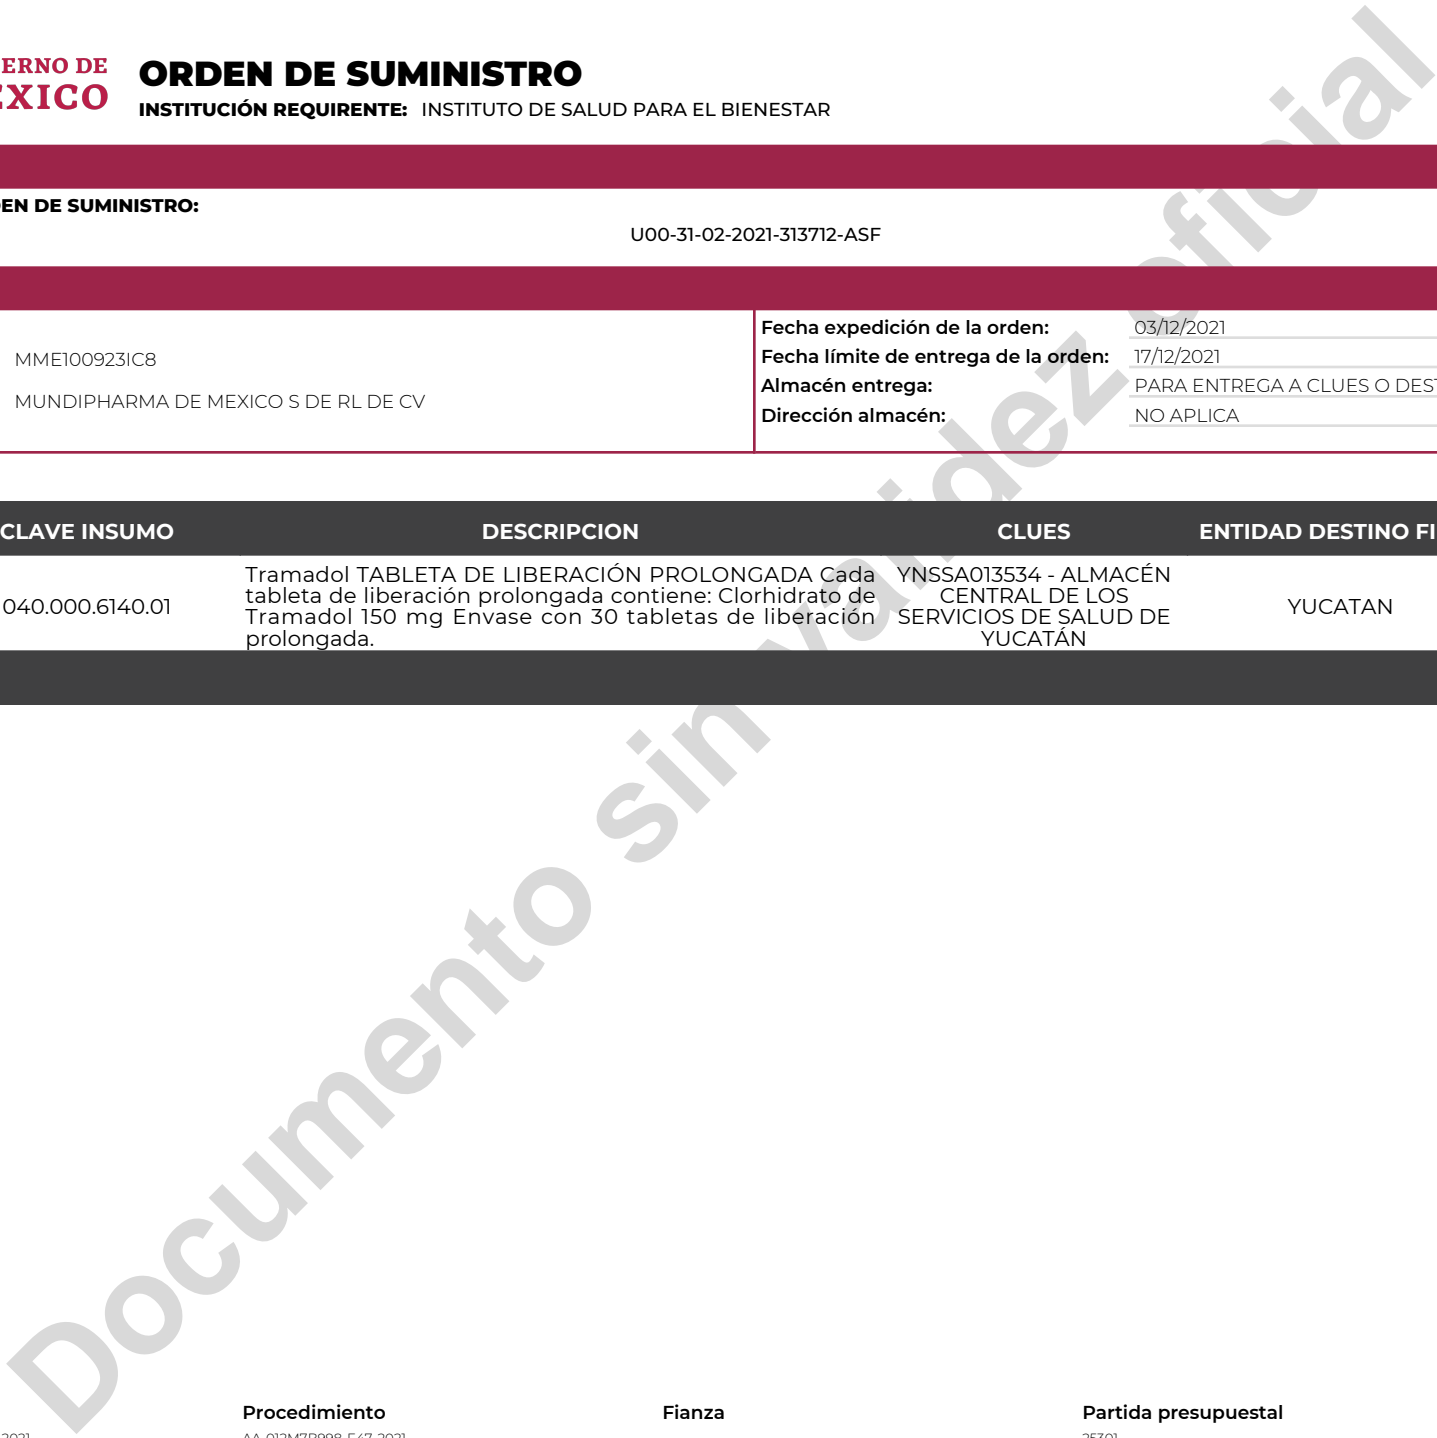 ERNO DE
EXICO
ORDEN DE SUMINISTRO
INSTITUCIÓN REQUIRENTE: INSTITUTO DE SALUD PARA EL BIENESTAR
EN DE SUMINISTRO:
U00-31-02-2021-313712-ASF
MME100923IC8
MUNDIPHARMA DE MEXICO S DE RL DE CV
Fecha expedición de la orden: 03/12/2021
Fecha límite de entrega de la orden: 17/12/2021
Almacén entrega: PARA ENTREGA A CLUES O DEST
Dirección almacén: NO APLICA
CLAVE INSUMO DESCRIPCION CLUES ENTIDAD DESTINO FI
040.000.6140.01
Tramadol TABLETA DE LIBERACIÓN PROLONGADA Cada
tableta de liberación prolongada contiene: Clorhidrato de
Tramadol 150 mg Envase con 30 tabletas de liberación
prolongada.
YNSSA013534 - ALMACÉN
CENTRAL DE LOS
SERVICIOS DE SALUD DE
YUCATÁN
YUCATAN
Documento sin validez oficial
Procedimiento Fianza Partida presupuestal